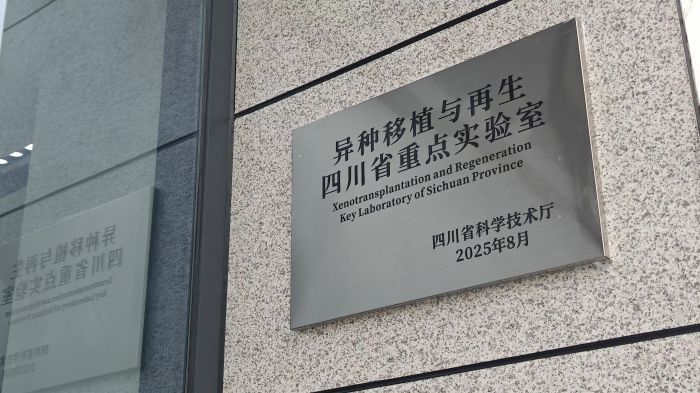 异种移植与再生
四川省重点实验室
Xenotransplantation and Regeneration
Key Laboratory of Sichuan Province
四川省科学技术厅
2025年8月